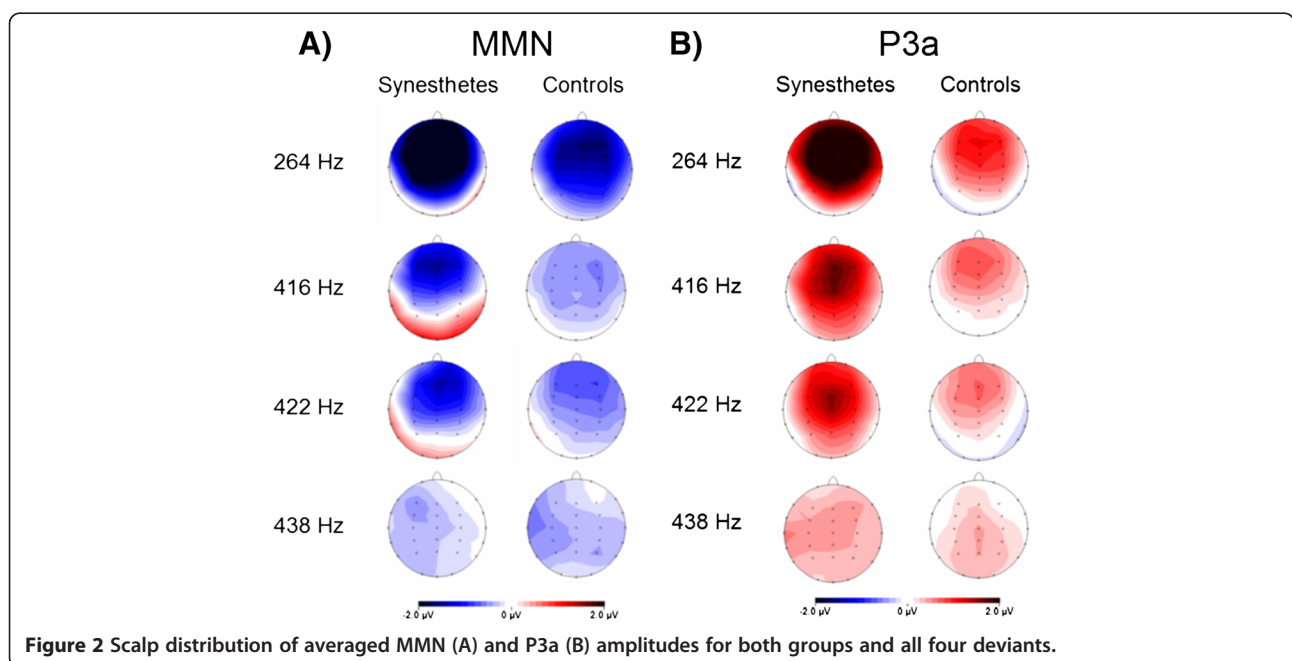 A) MMN B) P3a
Synesthetes Controls Synesthetes Controls
264 Hz 264 Hz
416 Hz 416 Hz
422 Hz 422 Hz
438 Hz 438 Hz
-2.0 µV 0 µV 2.0 µV -2.0 µV 0 µV 2.0 µV
Figure 2 Scalp distribution of averaged MMN (A) and P3a (B) amplitudes for both groups and all four deviants.